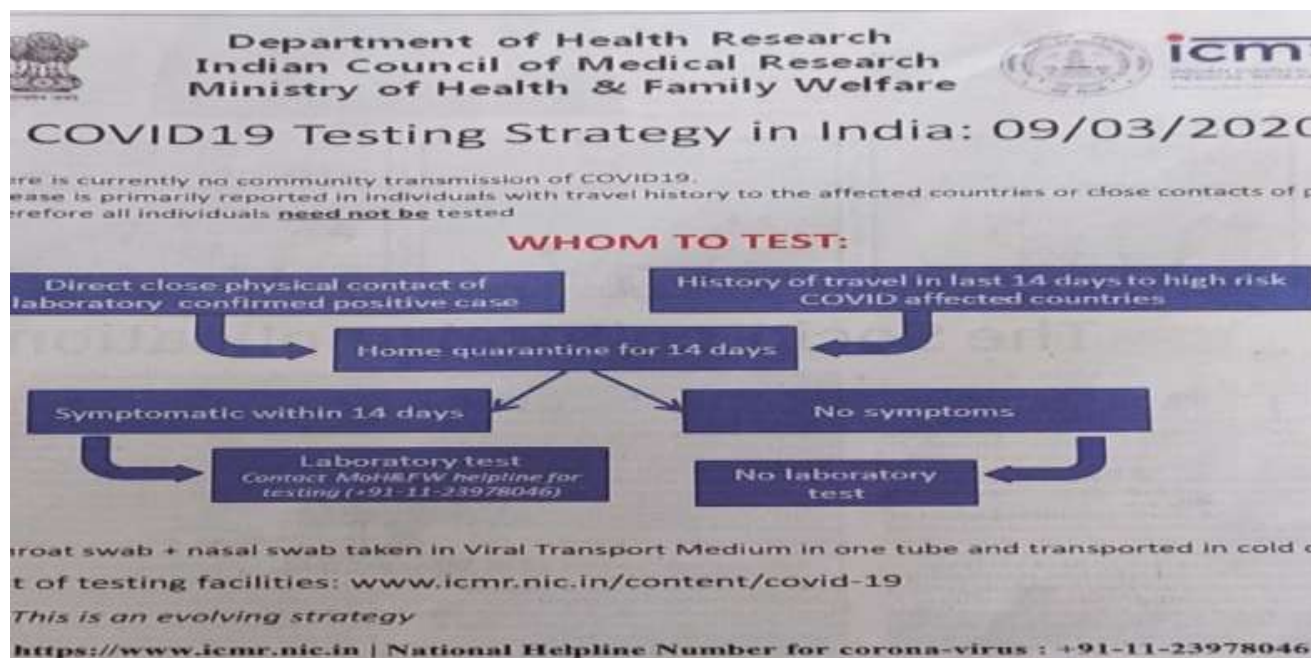 Department of Health Research
Indian Council of Medical Research
Ministry of Health & Family Welfare
icm
COVID19 Testing Strategy in India: 09/03/2020
re is currently no community transmission of COVID19.
ease is primarily reported in individuals with travel history to the affected countries or close contacts of
erefore all individuals need not be tested
WHOM TO TEST:
Direct close physical contact of
laboratory confirmed positive case
History of travel in last 14 days to high risk
COVID affected countries
Home quarantine for 14 days
Symptomatic within 14 days
No symptoms
Laboratory test
Contact MoH&FW helpline for
testing (+91-11-23978046)
No laboratory
test
roat swab + nasal swab taken in Viral Transport Medium in one tube and transported in cold
t of testing facilities: www.icmr.nic.in/content/covid-19
This is an evolving strategy
https://www.icmr.nic.in | National Helpline Number for corona-virus : +91-11-23978046